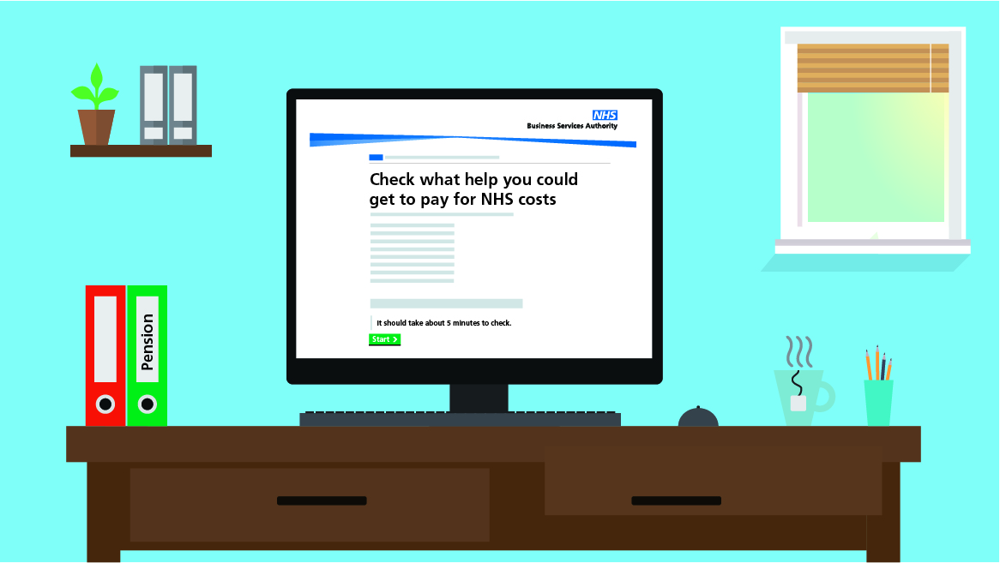 NHS
Business Services Authority
Check what help you could
get to pay for NHS costs
It should take about 5 minutes to check.
Start >
Pension